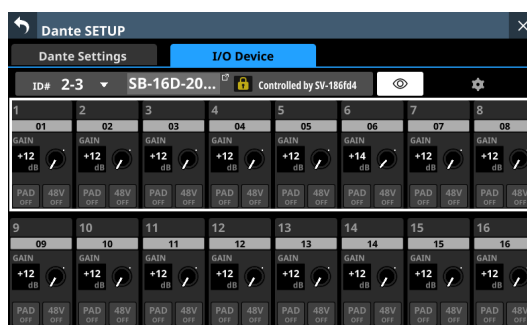 Dante SETUP
Dante Settings I/O Device
ID# 2-3 SB-16D-20... Controlled by SV-186fd4
1 2 3 4 5 6 7 8
01 02 03 04 05 06 07 08
GAIN GAIN GAIN GAIN GAIN GAIN GAIN GAIN
+12 +12 +12 +12 +12 +14 +12 +12
dB dB dB dB dB dB dB dB
PAD 48V PAD 48V PAD 48V PAD 48V PAD 48V PAD 48V PAD 48V PAD 48V
OFF OFF OFF OFF OFF OFF OFF OFF OFF OFF OFF OFF OFF OFF OFF OFF
9 10 11 12 13 14 15 16
09 10 11 12 13 14 15 16
GAIN GAIN GAIN GAIN GAIN GAIN GAIN GAIN
+12 +12 +12 +12 +12 +12 +12 +12
dB dB dB dB dB dB dB dB
PAD 48V PAD 48V PAD 48V PAD 48V PAD 48V PAD 48V PAD 48V PAD 48V
OFF OFF OFF OFF OFF OFF OFF OFF OFF OFF OFF OFF OFF OFF OFF OFF